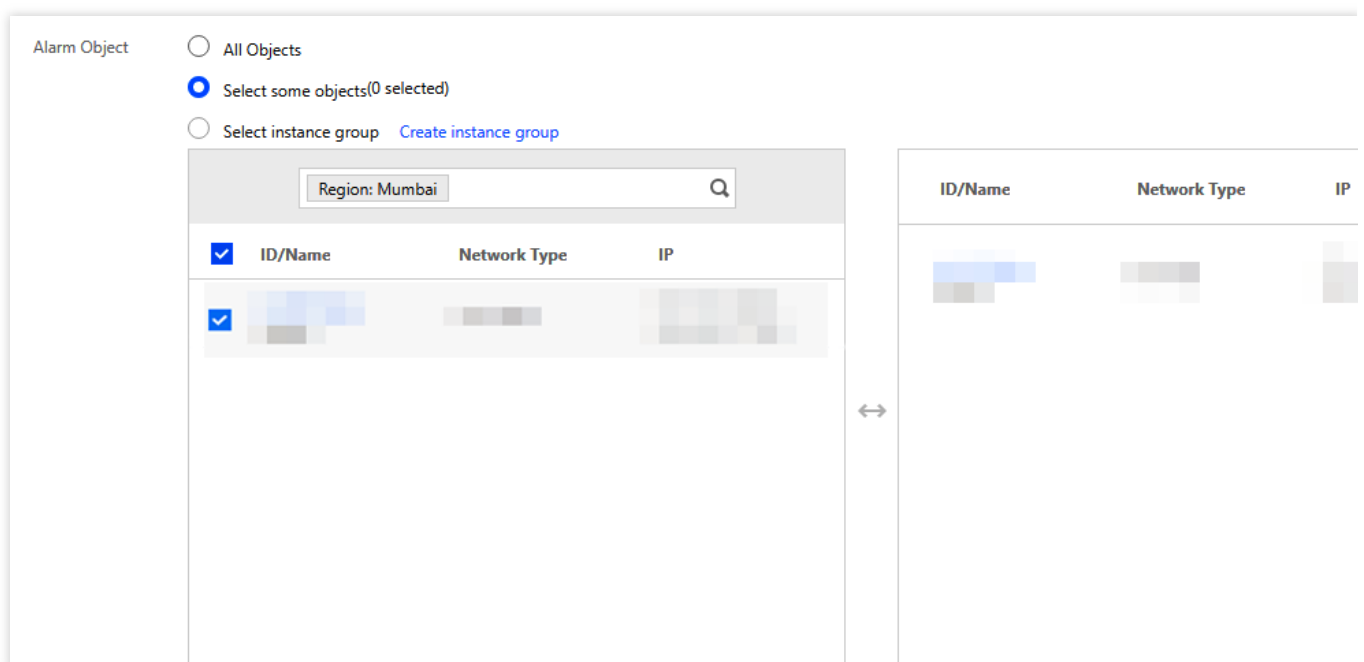 Alarm Object
All Objects
Select some objects(0 selected)
Select instance group Create instance group
Region: Mumbai
ID/Name Network Type IP
ID/Name Network Type IP